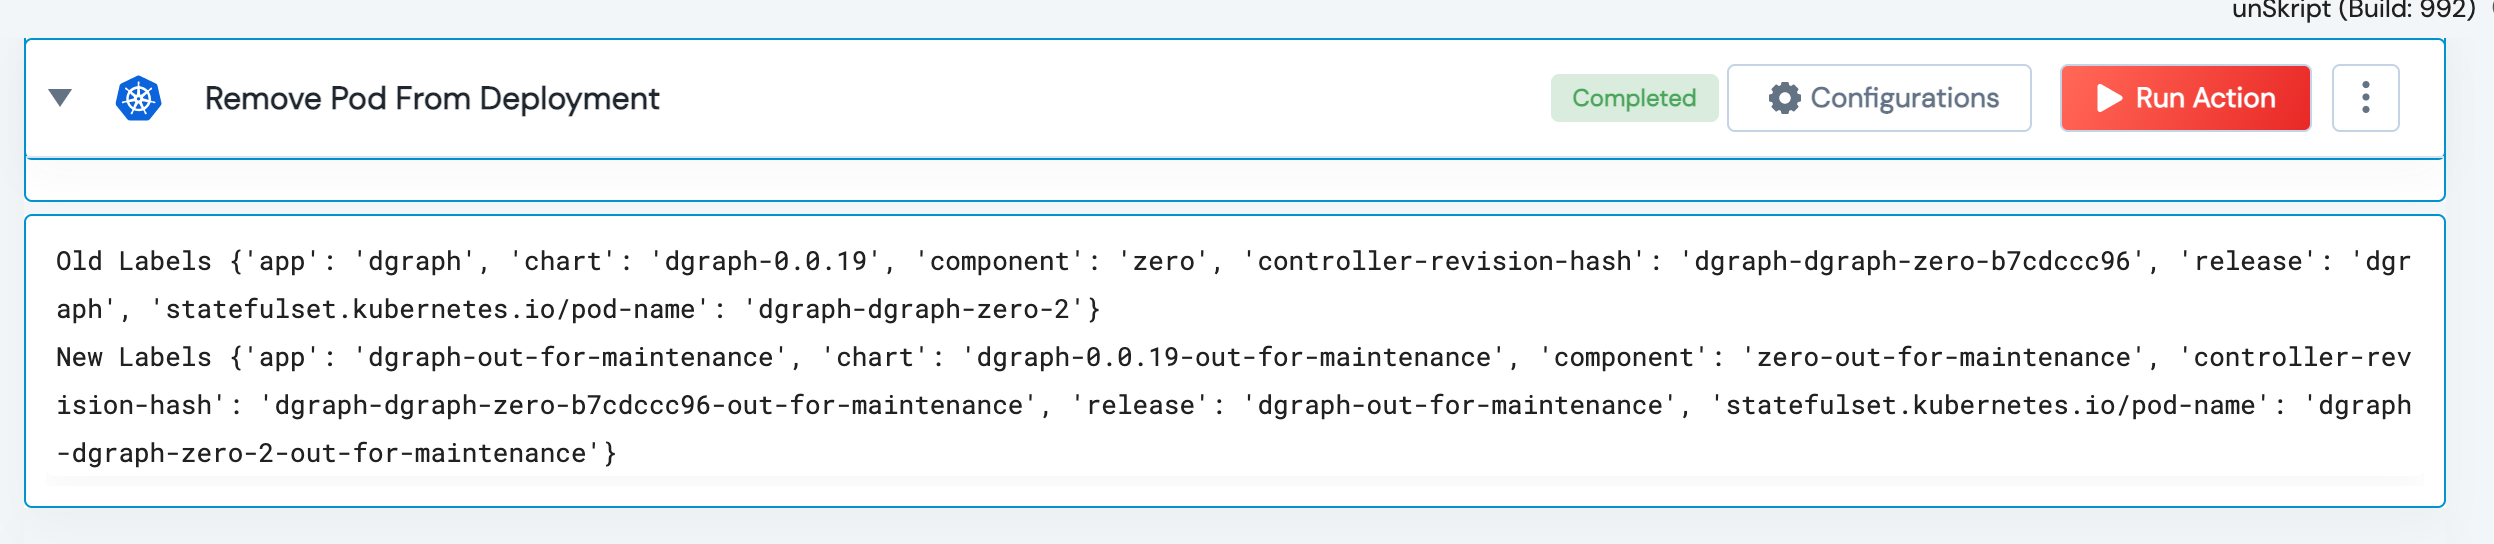 unSkript (Build: 992)
Remove Pod From Deployment
Completed
Configurations
Run Action
Old Labels {'app': 'dgraph', 'chart': 'dgraph-0.0.19', 'component': 'zero', 'controller-revision-hash': 'dgraph-dgraph-zero-b7cdccc96', 'release': 'dgr
aph', 'statefulset.kubernetes.io/pod-name': 'dgraph-dgraph-zero-2'}
New Labels {'app': 'dgraph-out-for-maintenance', 'chart': 'dgraph-0.0.19-out-for-maintenance', 'component': 'zero-out-for-maintenance', 'controller-rev
ision-hash': 'dgraph-dgraph-zero-b7cdccc96-out-for-maintenance', 'release': 'dgraph-out-for-maintenance', 'statefulset.kubernetes.io/pod-name': 'dgraph
-dgraph-zero-2-out-for-maintenance'}